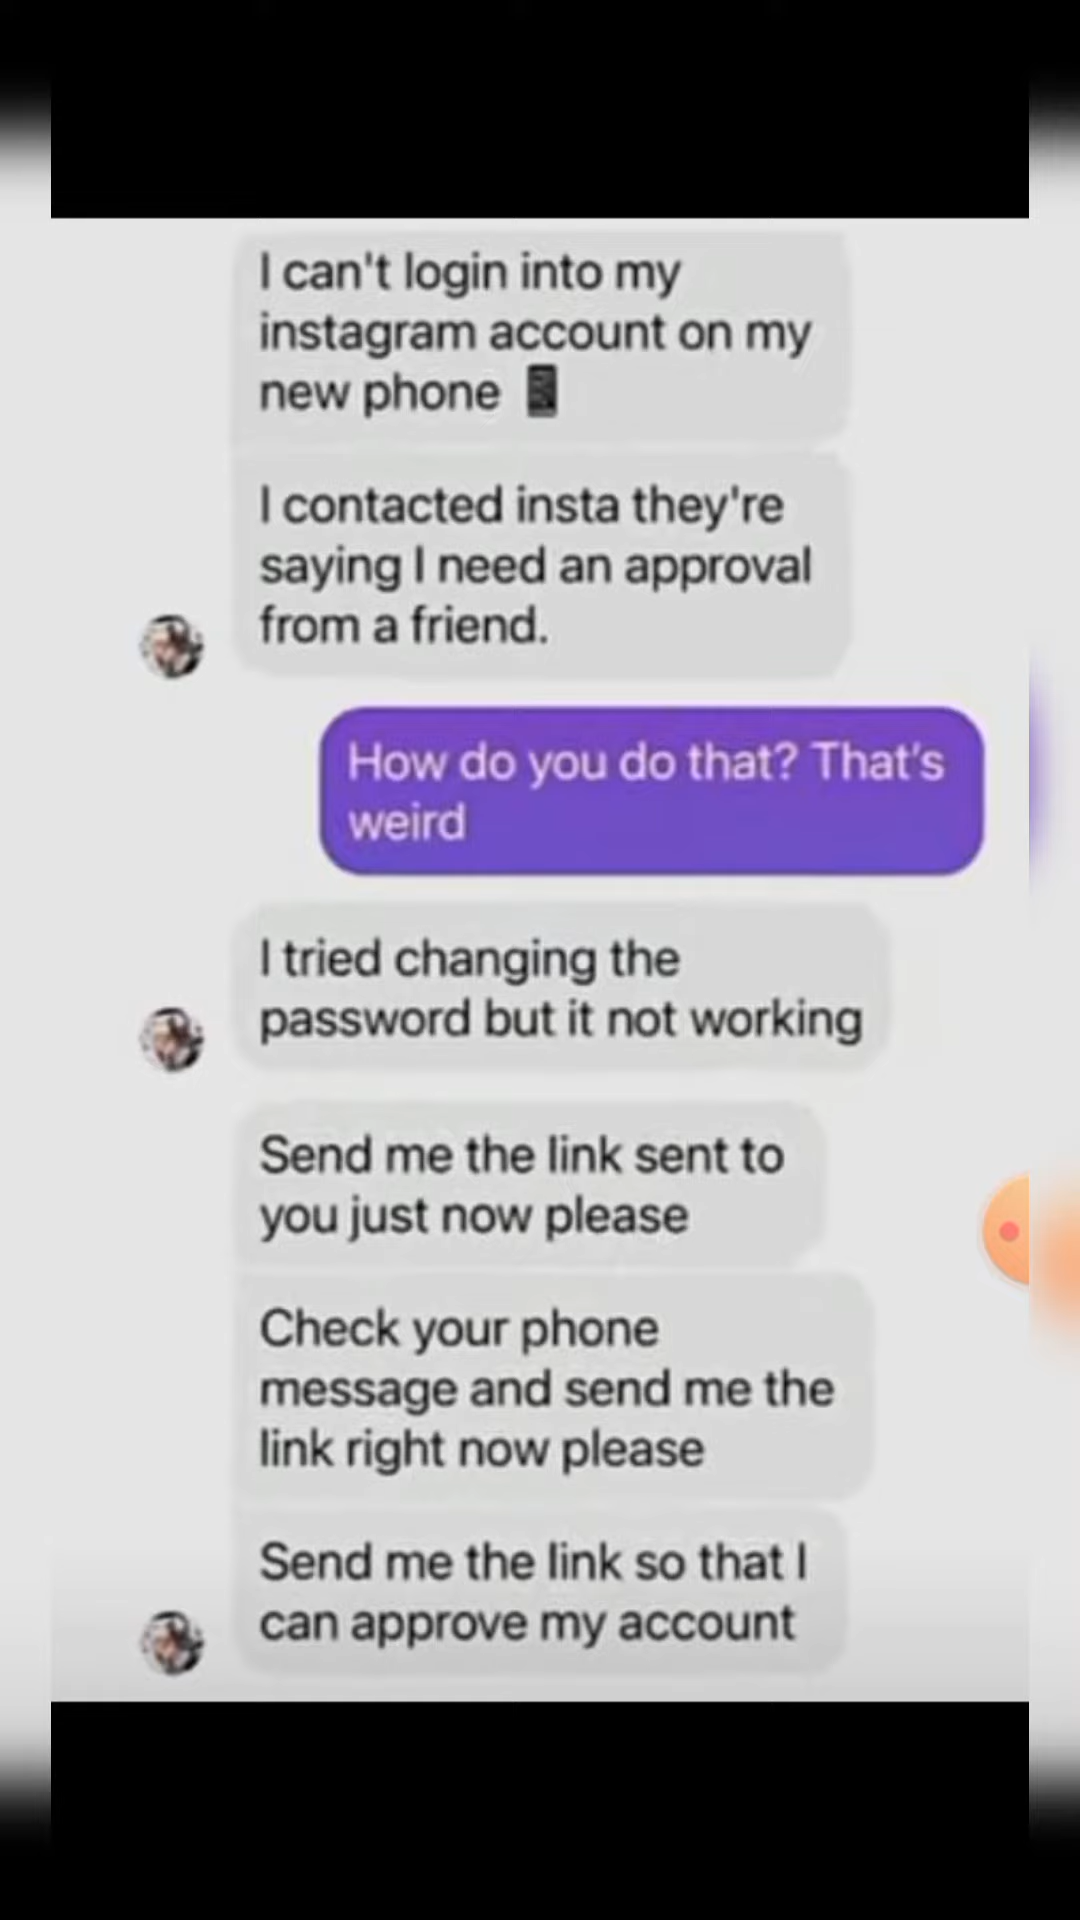 I can't login into my
instagram account on my
new phone 📱
I contacted insta they're
saying I need an approval
from a friend.
How do you do that? That's
weird
I tried changing the
password but it not working
Send me the link sent to
you just now please
Check your phone
message and send me the
link right now please
Send me the link so that I
can approve my account